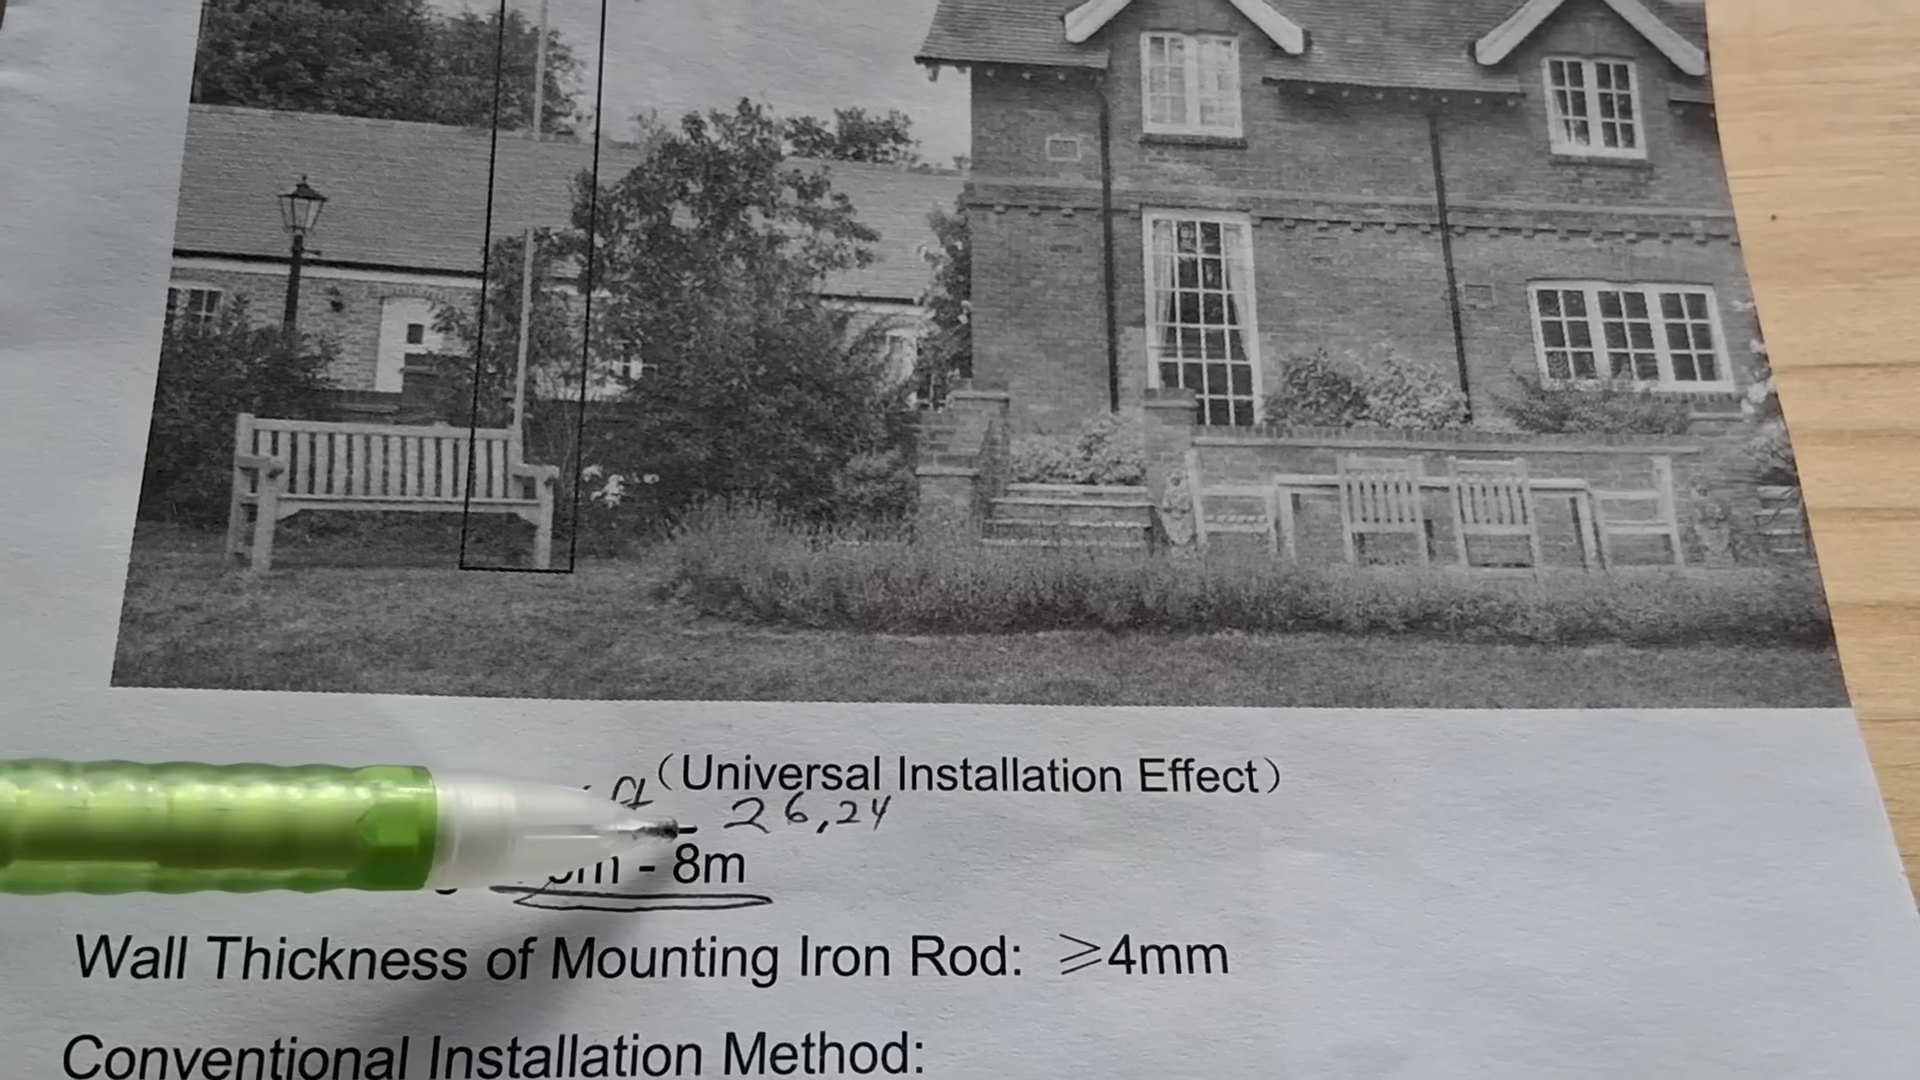 (Universal Installation Effect)
- 26,24
m - 8m
Wall Thickness of Mounting Iron Rod: ≥4mm
Conventional Installation Method: